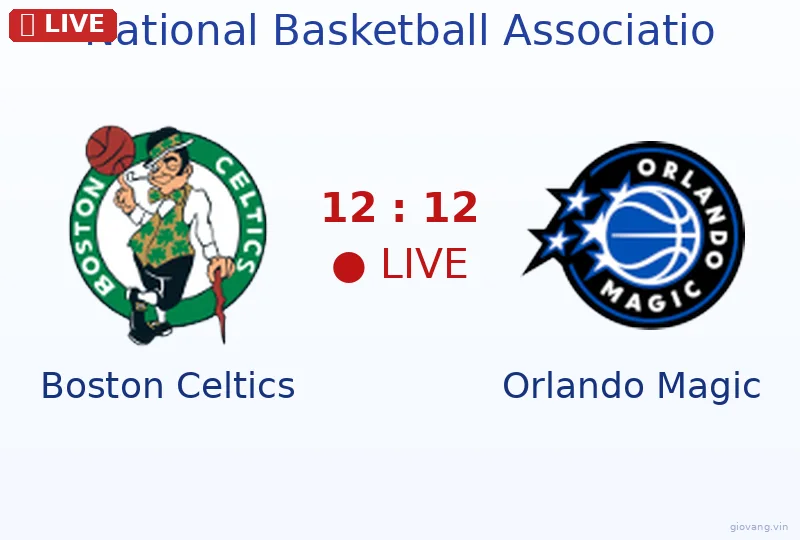 LIVE
National Basketball Associatio
BOSTON CELTICS
12 : 12
● LIVE
ORLANDO MAGIC
Boston Celtics
Orlando Magic
giovang.vin